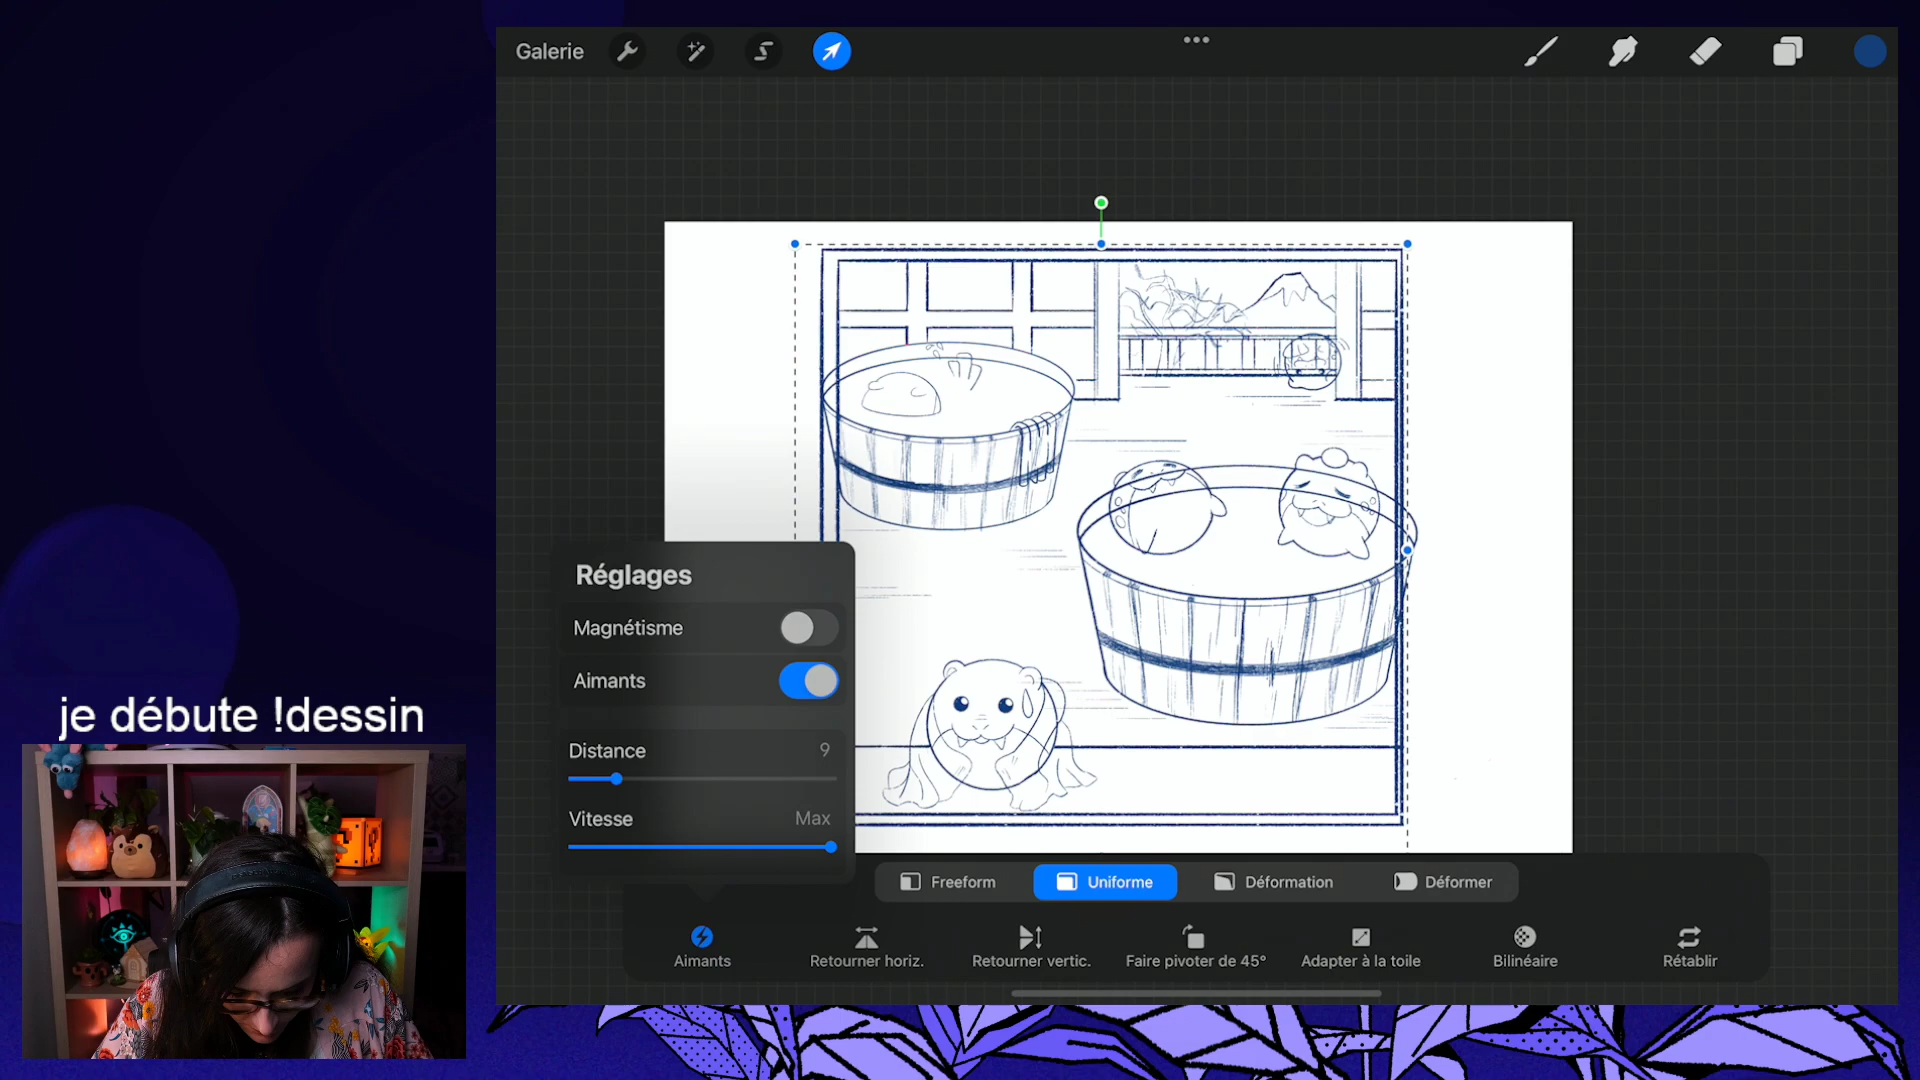 Galerie
Réglages
Magnétisme
Aimants
je débute !dessin
Distance 9
Vitesse Max
Freeform Uniforme Déformation Déformer
Aimants Retourner horiz. Retourner vertic. Faire pivoter de 45° Adapter à la toile Bilinéaire Rétablir